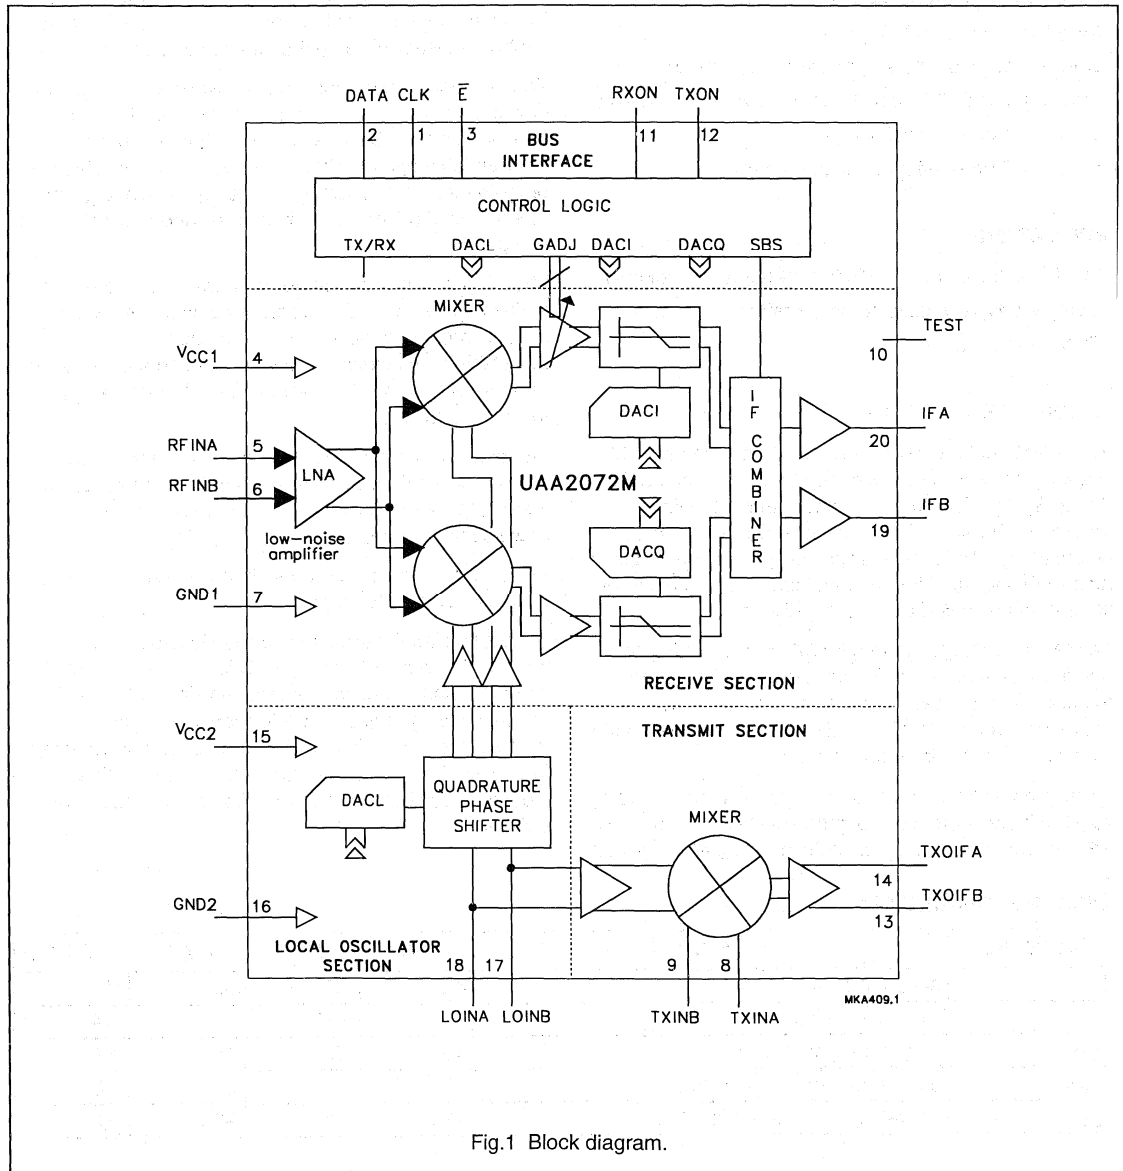 DATA CLK E̅ RXON TXON
2 1 3 11 12
BUS
INTERFACE
CONTROL LOGIC
TX/RX DACL GADJ DACI DACQ SBS
MIXER
TEST
10
VCC1 4
RFINA 5
LNA
RFINB 6
low-noise
amplifier
DACI
IF COMBINER
IFA
20
UAA2072M
IFB
19
DACQ
GND1 7
RECEIVE SECTION
VCC2 15
TRANSMIT SECTION
DACL
QUADRATURE
PHASE
SHIFTER
MIXER
TXOIFA
14
TXOIFB
13
GND2 16
LOCAL OSCILLATOR
SECTION
18 17 9 8
LOINA LOINB TXINB TXINA
MKA409.1
Fig.1 Block diagram.